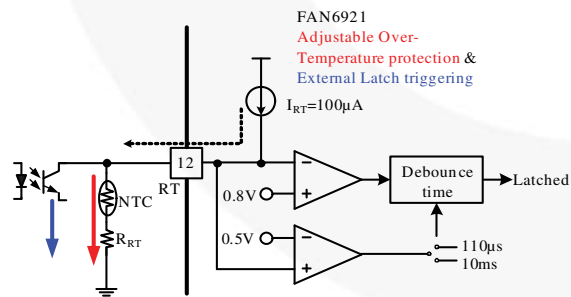 FAN6921
Adjustable Over-
Temperature protection &
External Latch triggering
IRT=100µA
12
RT
NTC
RRT
0.8V
0.5V
−
+
−
+
Debounce
time
Latched
110µs
10ms